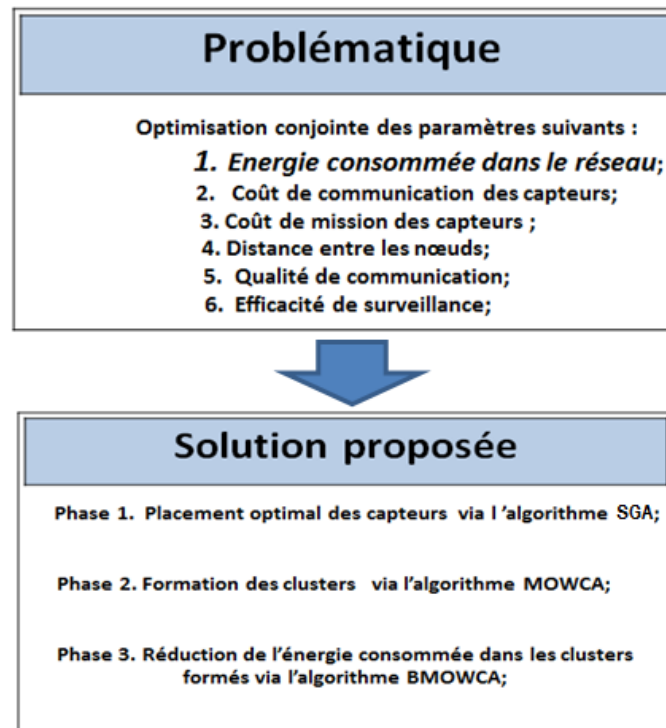 Problématique
Optimisation conjointe des paramètres suivants :
1. Energie consommée dans le réseau;
2. Coût de communication des capteurs;
3. Coût de mission des capteurs ;
4. Distance entre les nœuds;
5. Qualité de communication;
6. Efficacité de surveillance;
Solution proposée
Phase 1. Placement optimal des capteurs via l 'algorithme SGA;
Phase 2. Formation des clusters via l'algorithme MOWCA;
Phase 3. Réduction de l'énergie consommée dans les clusters
formés via l'algorithme BMOWCA;